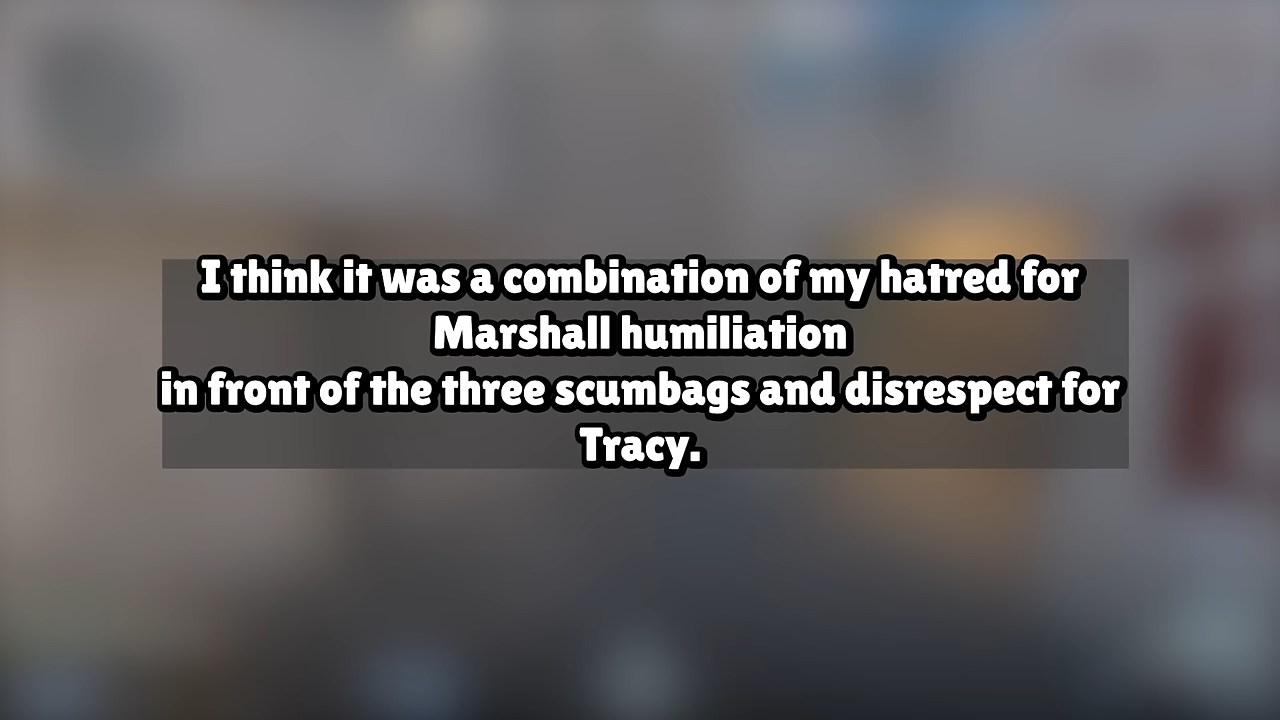 I think it was a combination of my hatred for
Marshall humiliation
in front of the three scumbags and disrespect for
Tracy.